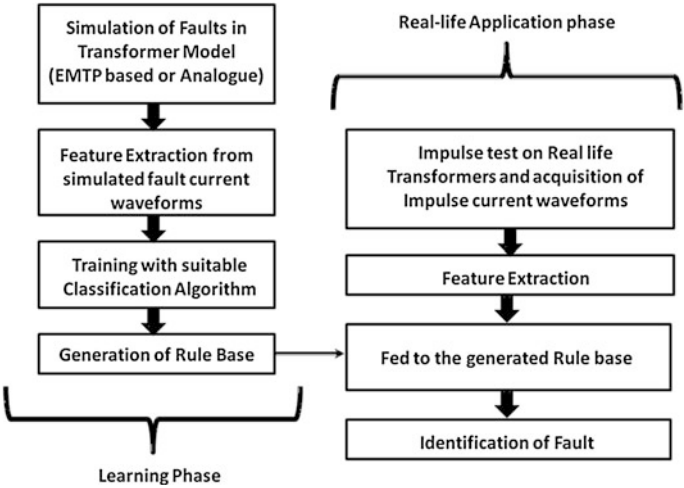 Simulation of Faults in
Transformer Model
(EMTP based or Analogue)
Feature Extraction from
simulated fault current
waveforms
Training with suitable
Classification Algorithm
Generation of Rule Base
Learning Phase
Real-life Application phase
Impulse test on Real life
Transformers and acquisition of
Impulse current waveforms
Feature Extraction
Fed to the generated Rule base
Identification of Fault